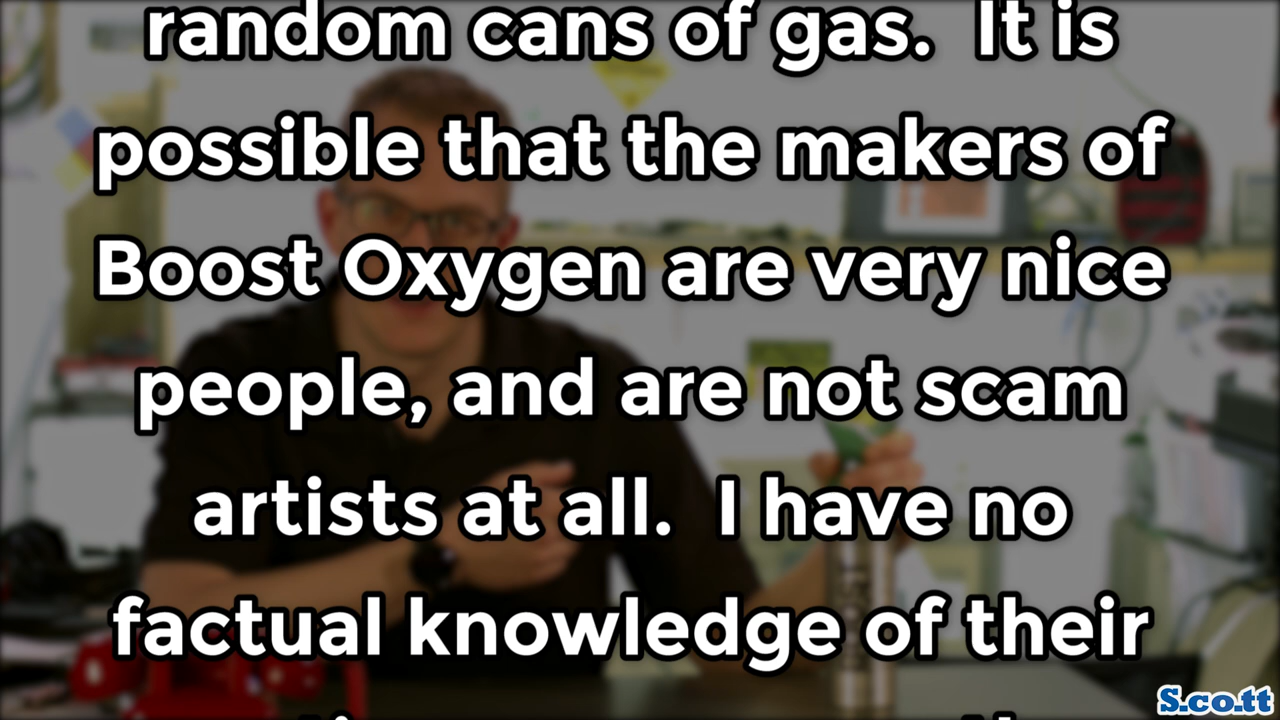 random cans of gas. It is
possible that the makers of
Boost Oxygen are very nice
people, and are not scam
artists at all. I have no
factual knowledge of their
S.co.tt